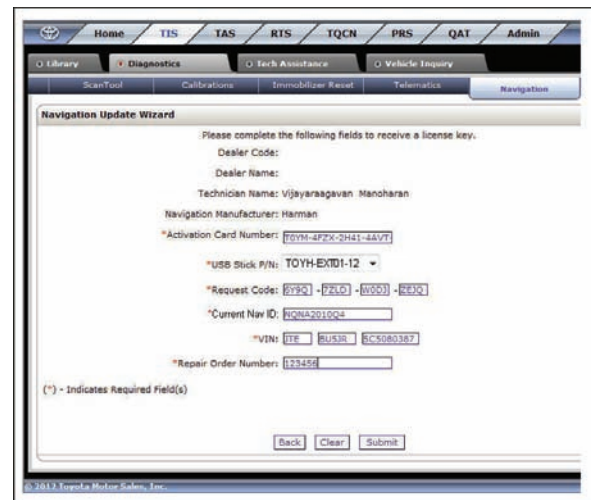 Home TIS TAS RTS TQCN PRS QAT Admin
Library Diagnostics Tech Assistance Vehicle Inquiry
ScanTool Calibrations Immobilizer Reset Telematics Navigation
Navigation Update Wizard
Please complete the following fields to receive a license key.
Dealer Code:
Dealer Name:
Technician Name: Vijayaraagavan Manoharan
Navigation Manufacturer: Harman
*Activation Card Number: T0YM-4FZX-2H41-4AVT
*USB Stick P/N: TOYH-EXT01-12
*Request Code: 6Y9Q - 7ZLD - W0DJ - ZEJQ
*Current Nav ID: NQNA2010Q4
*VIN: JTE BU5JR 5C5080387
*Repair Order Number: 123456
(*) - Indicates Required Field(s)
Back Clear Submit
© 2012 Toyota Motor Sales, Inc.